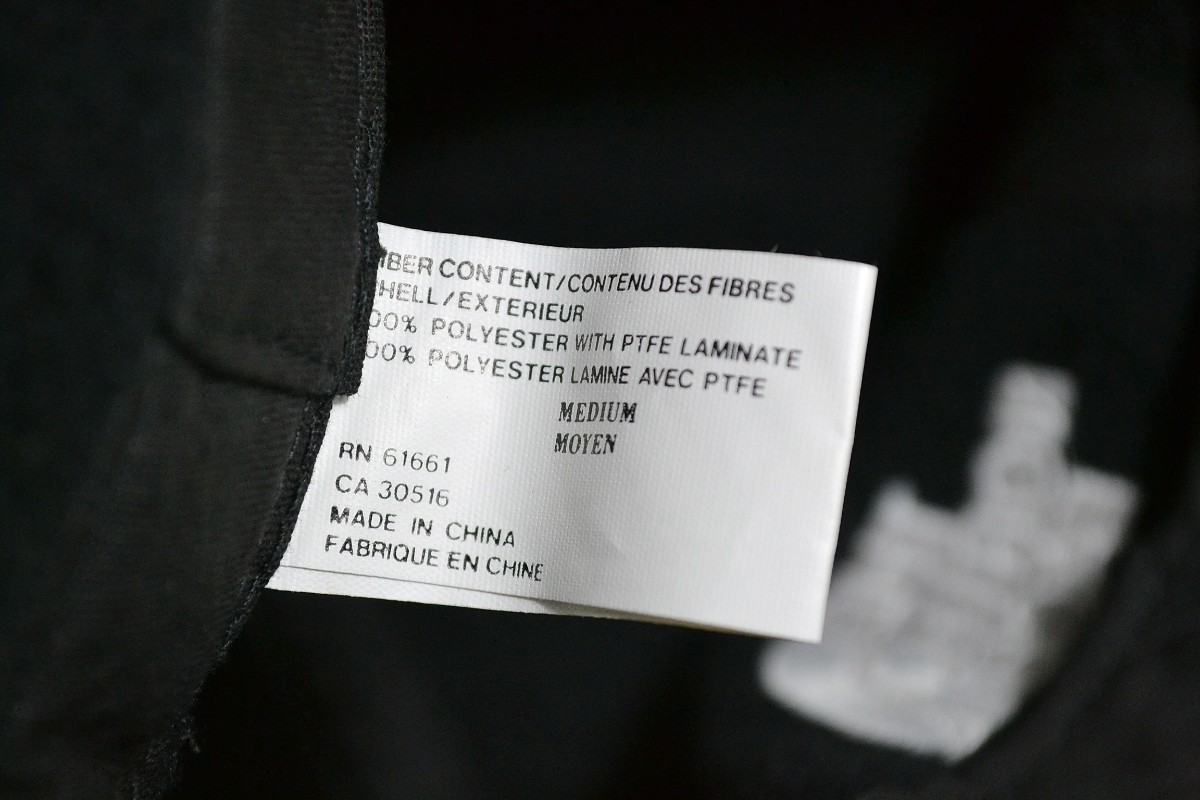 IBER CONTENT/CONTENU DES FIBRES
HELL/EXTERIEUR
00% POLYESTER WITH PTFE LAMINATE
00% POLYESTER LAMINE AVEC PTFE
MEDIUM
MOYEN
RN 61661
CA 30516
MADE IN CHINA
FABRIQUE EN CHINE